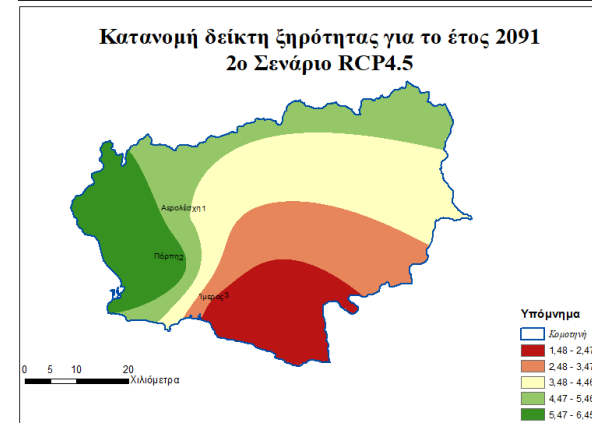 Κατανομή δείκτη ξηρότητας για το έτος 2091
2ο Σενάριο RCP4.5
Αερολέσχη 1
Πόρπη 2
Ίμερος 3
Υπόμνημα
Κομοτηνή
1,48 - 2,47
2,48 - 3,47
3,48 - 4,46
4,47 - 5,46
5,47 - 6,45
0 5 10 20
Χιλιόμετρα